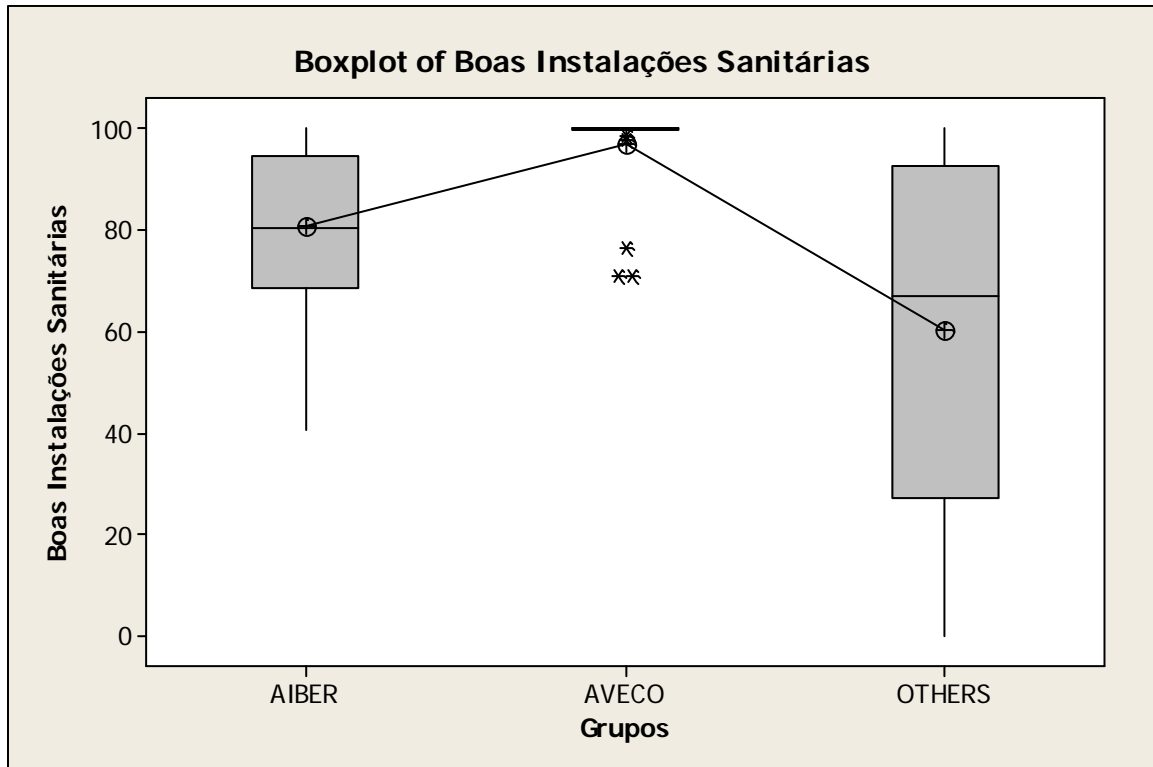 Boxplot of Boas Instalações Sanitárias
Boas Instalações Sanitárias
100
80
60
40
20
0
AIBER AVECO OTHERS
Grupos